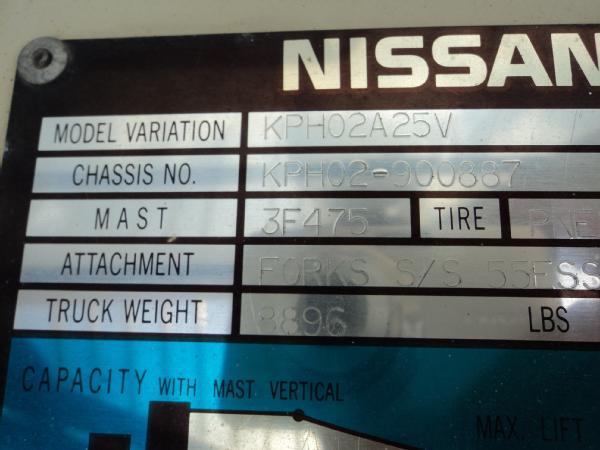 NISSAN
MODEL VARIATION KPH02A25V
CHASSIS NO. KPH02-900887
MAST 3F475 TIRE
ATTACHMENT FORKS S/S 55FSS
TRUCK WEIGHT 8896 LBS
CAPACITY WITH MAST VERTICAL
MAX. LIFT